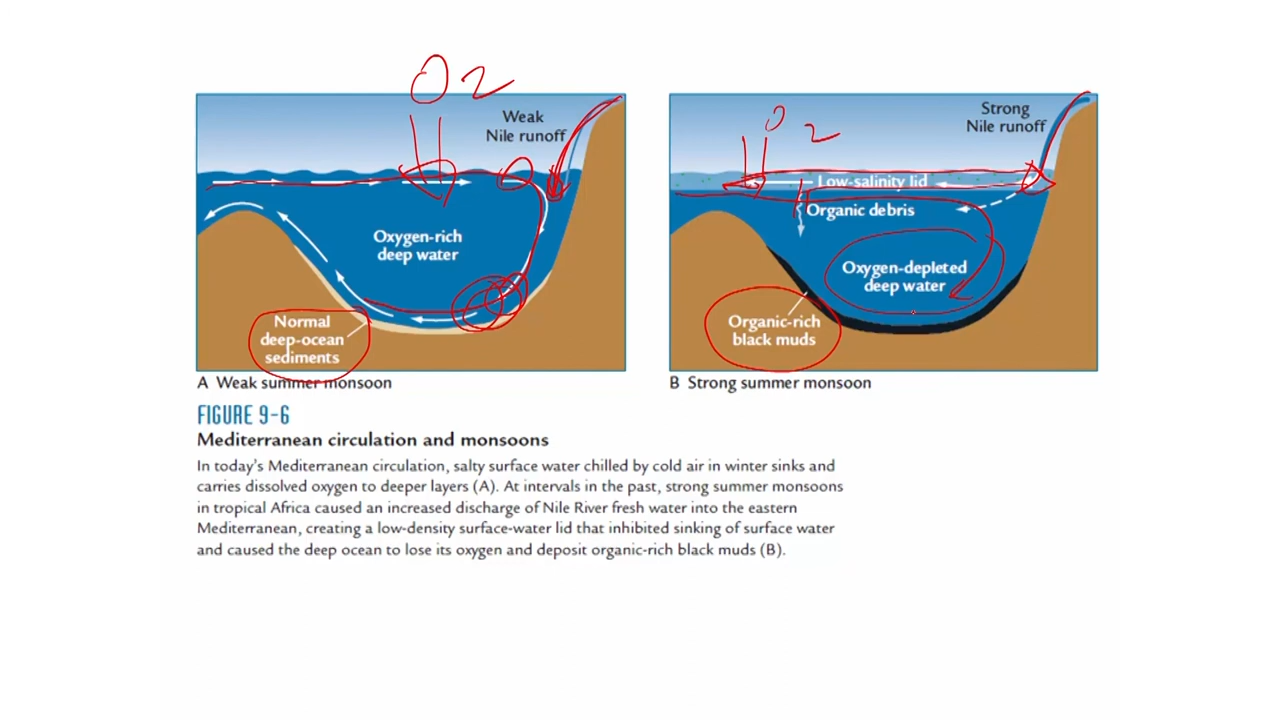 O2
Weak
Nile runoff
Oxygen-rich
deep water
Normal
deep-ocean
sediments
A Weak summer monsoon
O2
Strong
Nile runoff
Low-salinity lid
Organic debris
Oxygen-depleted
deep water
Organic-rich
black muds
B Strong summer monsoon
FIGURE 9-6
Mediterranean circulation and monsoons
In today's Mediterranean circulation, salty surface water chilled by cold air in winter sinks and
carries dissolved oxygen to deeper layers (A). At intervals in the past, strong summer monsoons
in tropical Africa caused an increased discharge of Nile River fresh water into the eastern
Mediterranean, creating a low-density surface-water lid that inhibited sinking of surface water
and caused the deep ocean to lose its oxygen and deposit organic-rich black muds (B).